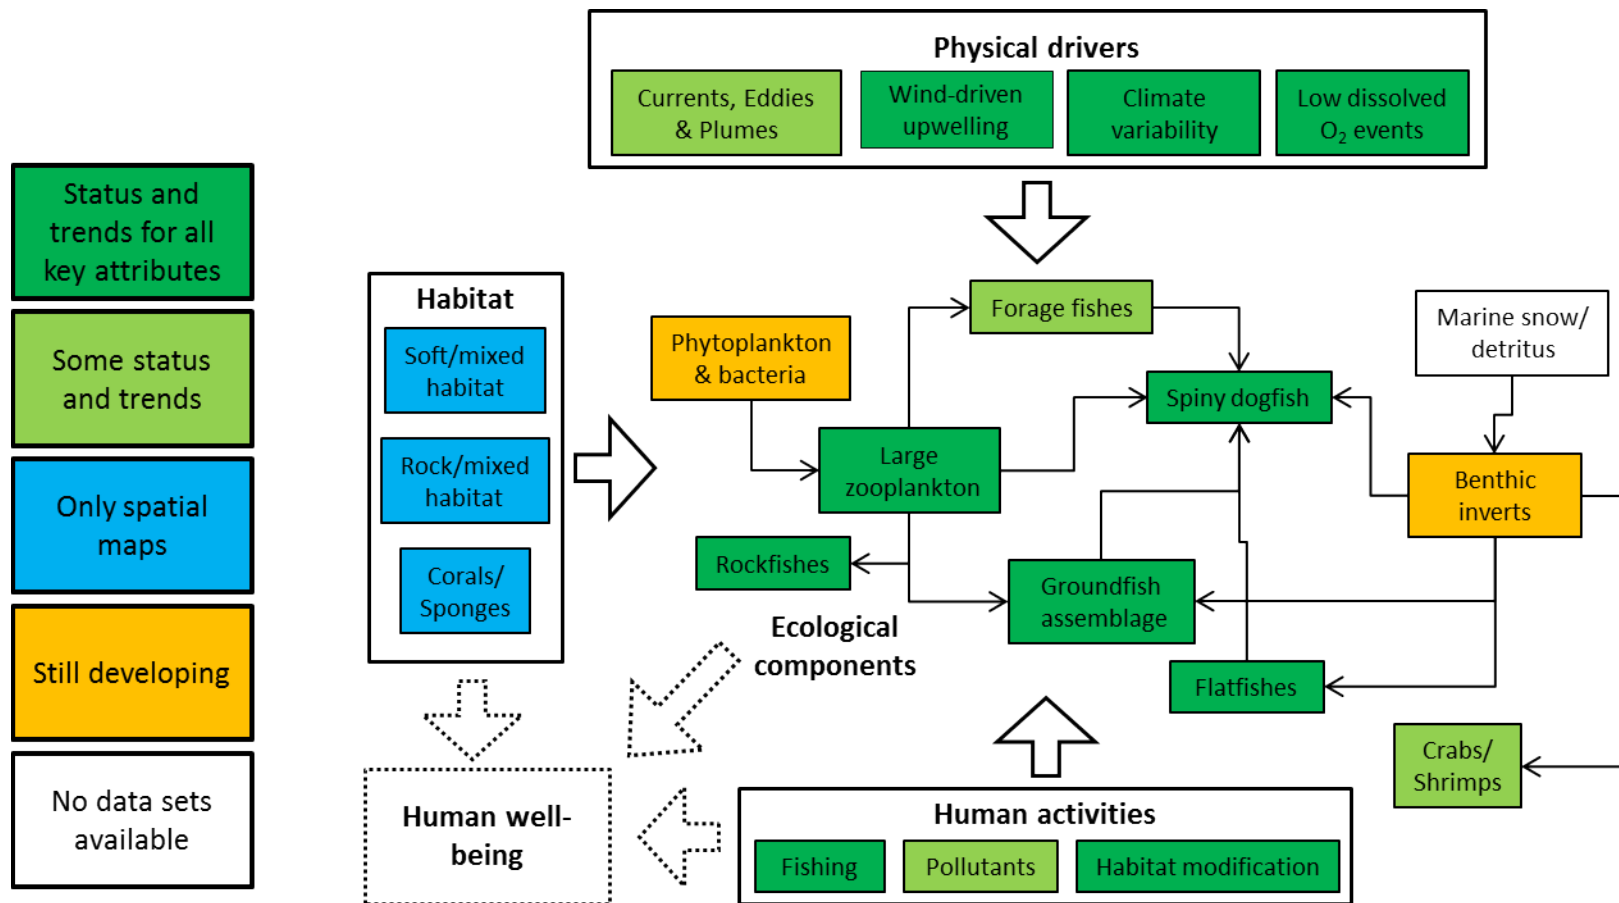 Physical drivers
Currents, Eddies
& Plumes
Wind-driven
upwelling
Climate
variability
Low dissolved
O₂ events
Status and
trends for all
key attributes
Some status
and trends
Only spatial
maps
Still developing
No data sets
available
Habitat
Soft/mixed
habitat
Rock/mixed
habitat
Corals/
Sponges
Phytoplankton
& bacteria
Forage fishes
Marine snow/
detritus
Spiny dogfish
Large
zooplankton
Benthic
inverts
Rockfishes
Groundfish
assemblage
Ecological
components
Flatfishes
Crabs/
Shrimps
Human well-
being
Human activities
Fishing
Pollutants
Habitat modification